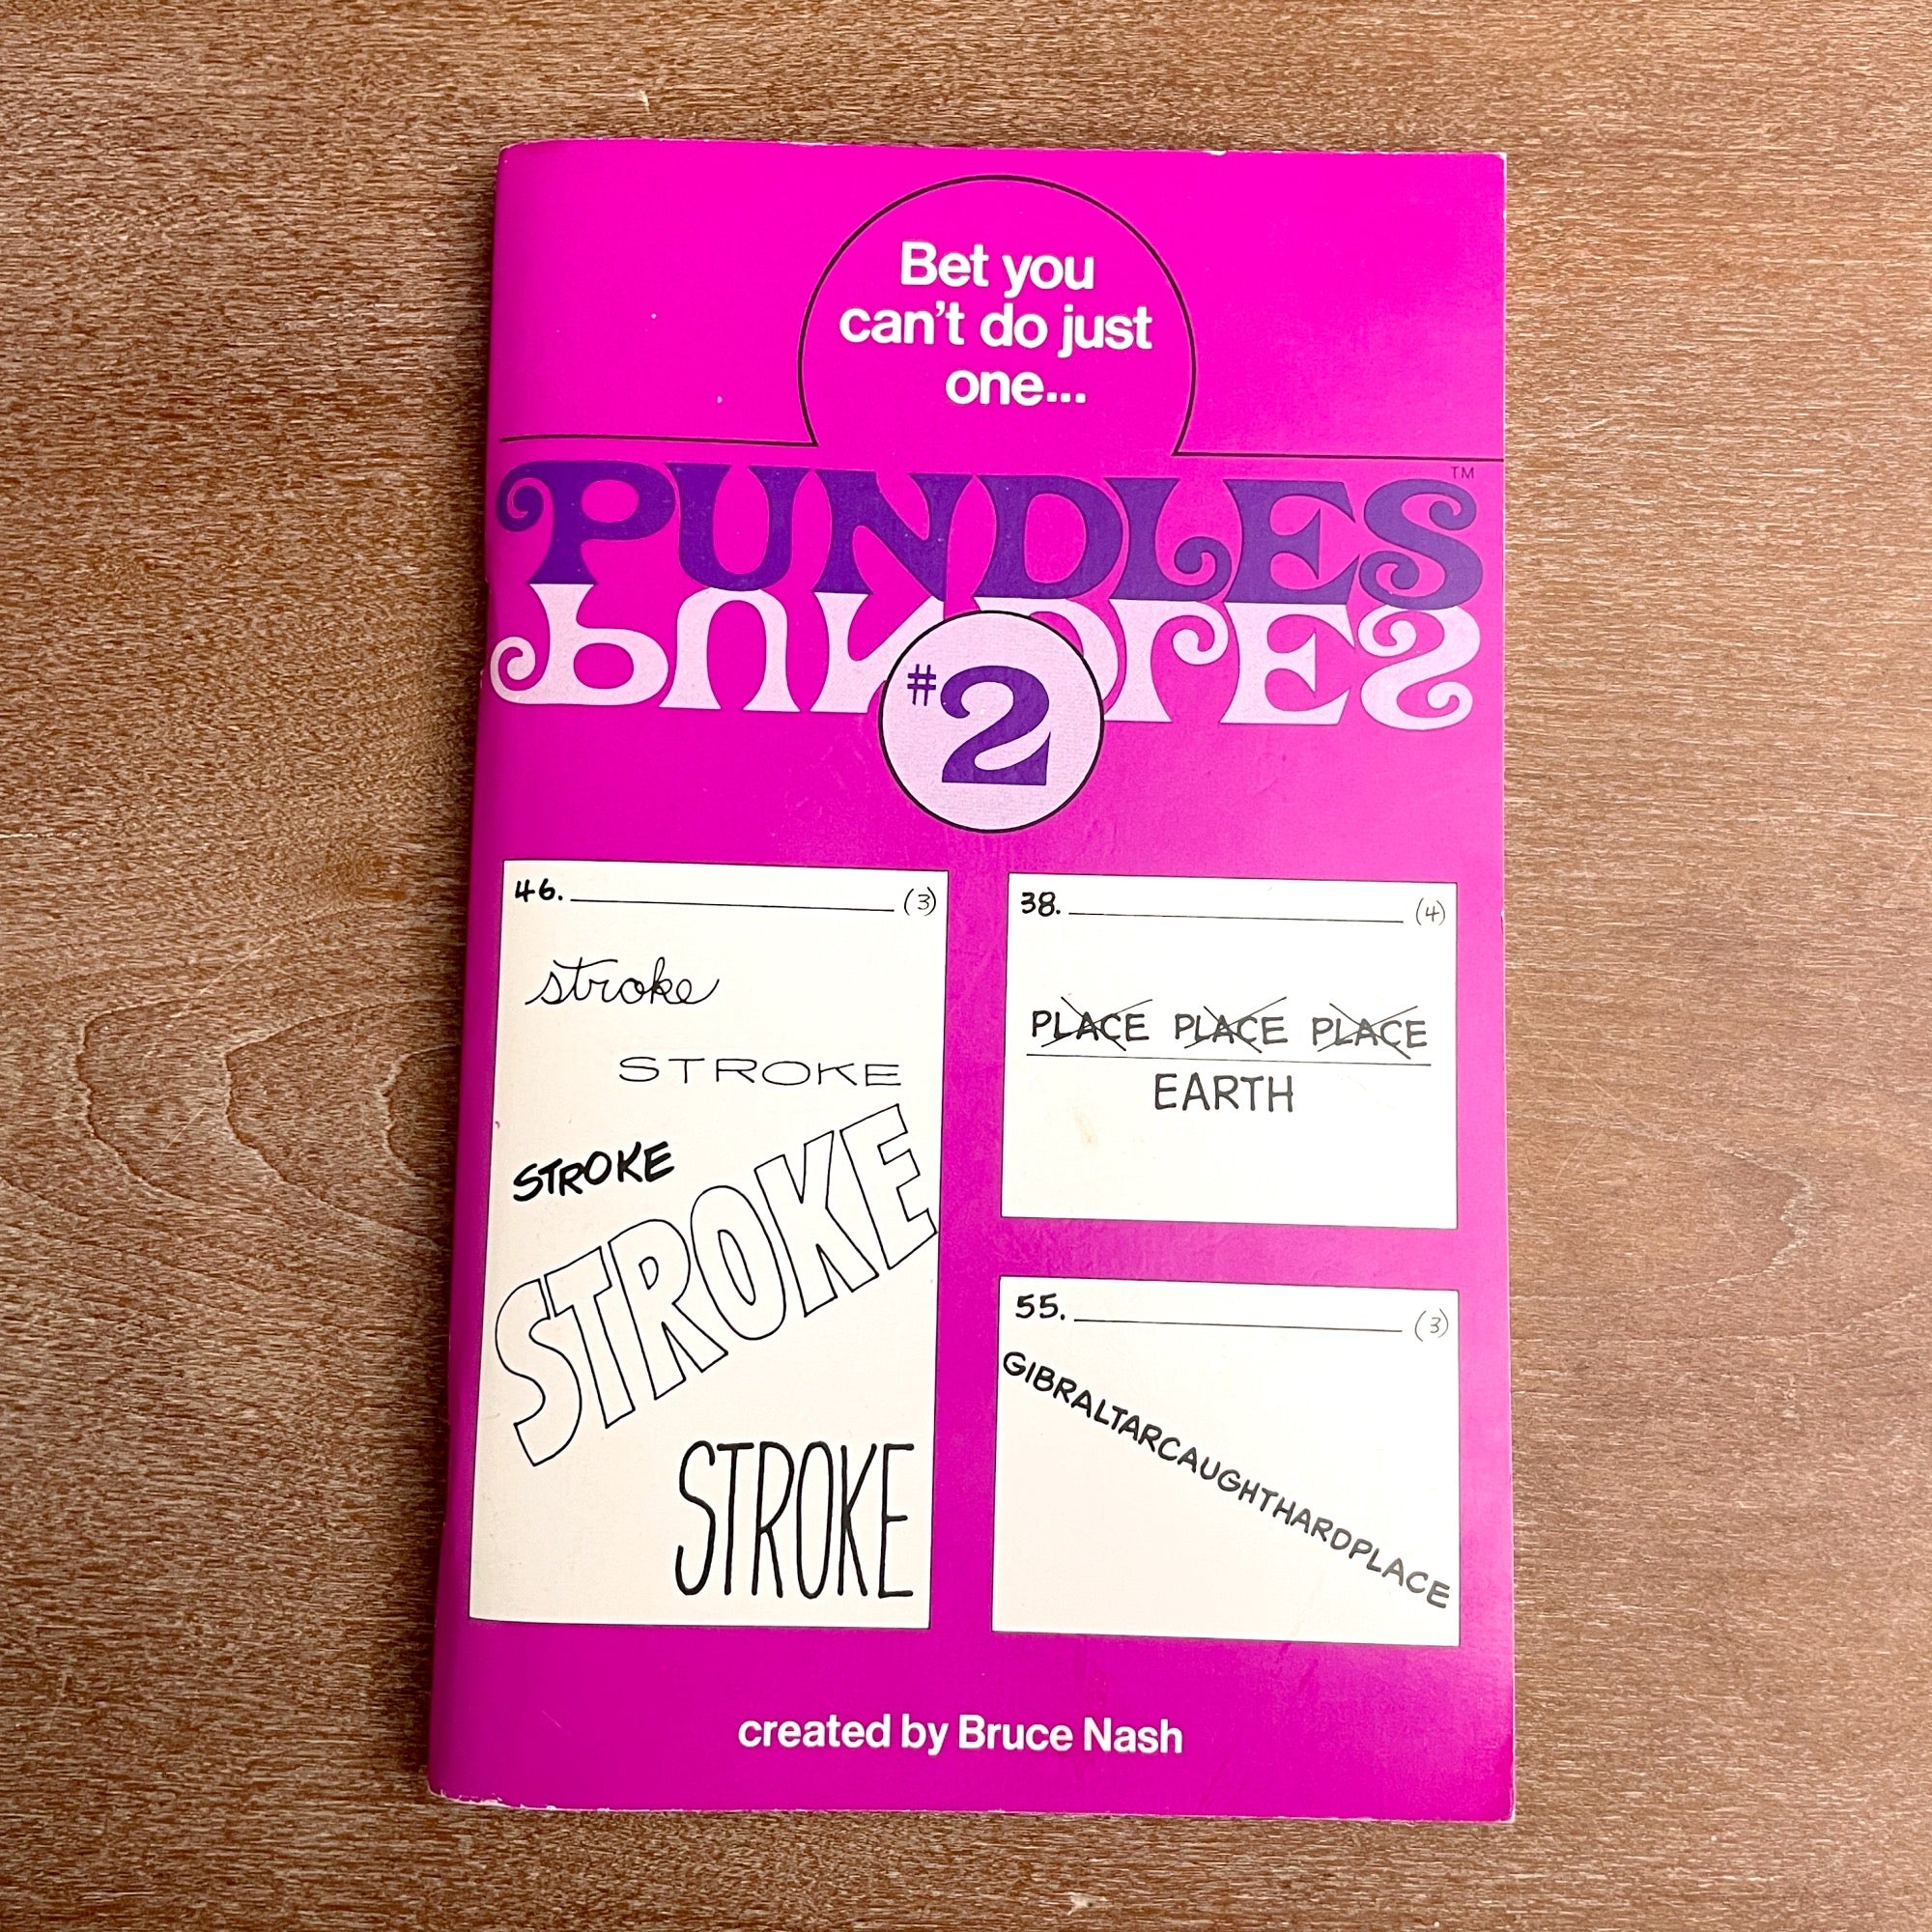 Bet you
can't do just
one...
PUNDLES™
PUNDLES
#2
46. (3)
stroke
STROKE
STROKE
STROKE
STROKE
38. (4)
PLACE PLACE PLACE
EARTH
55. (3)
GIBRALTARCAUGHTHARDPLACE
created by Bruce Nash